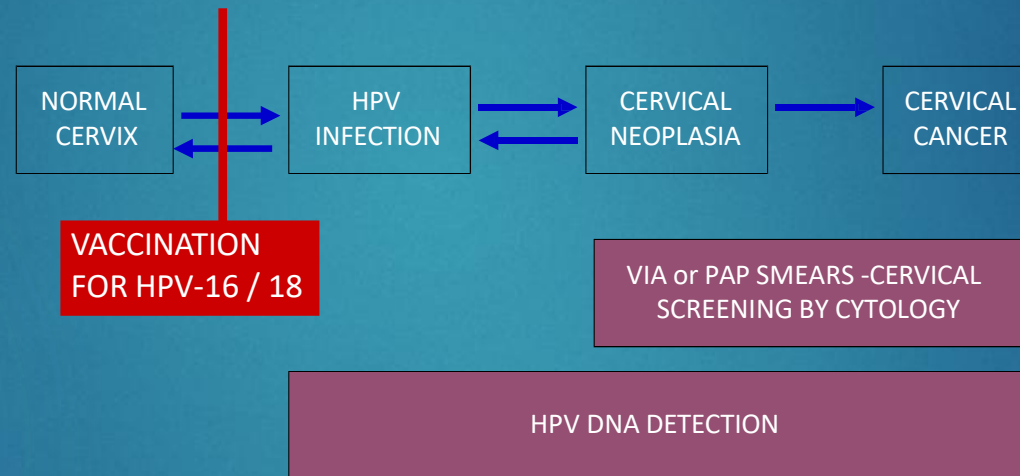 NORMAL
CERVIX
HPV
INFECTION
CERVICAL
NEOPLASIA
CERVICAL
CANCER
VACCINATION
FOR HPV-16 / 18
VIA or PAP SMEARS -CERVICAL
SCREENING BY CYTOLOGY
HPV DNA DETECTION